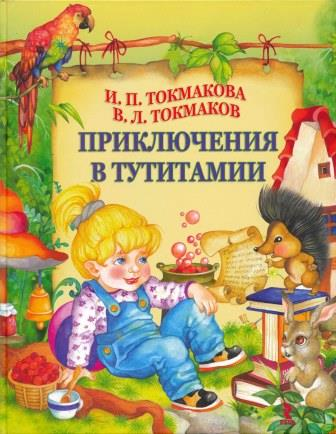 И. П. ТОКМАКОВА
В. Л. ТОКМАКОВ
ПРИКЛЮЧЕНИЯ
В ТУТИТАМИИ